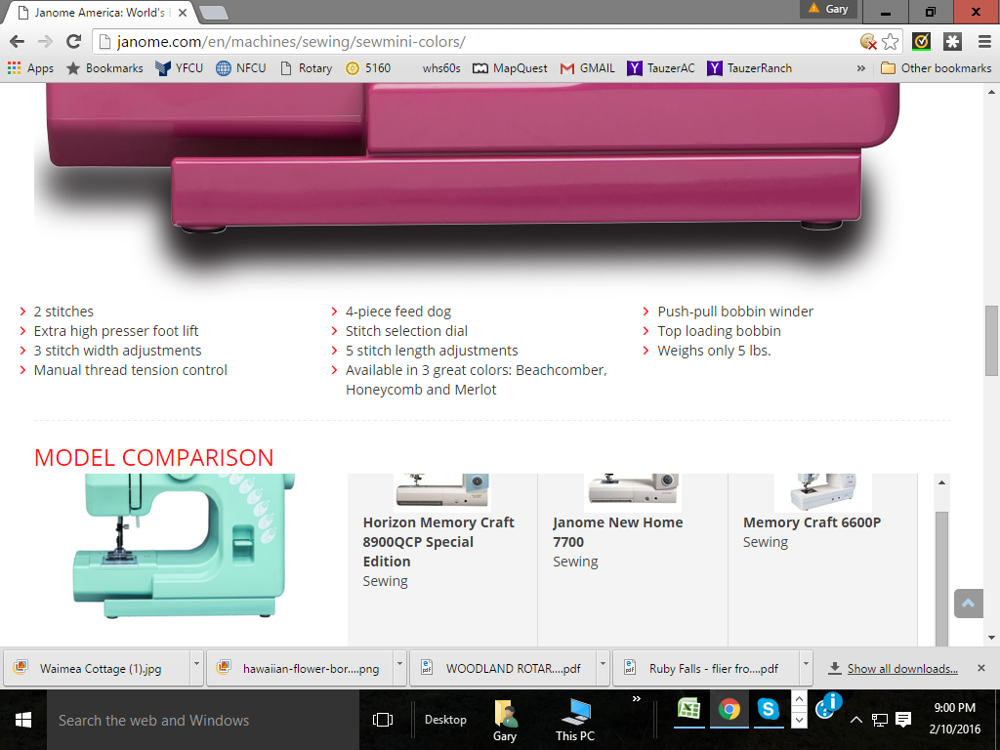 Janome America: World's
Gary
janome.com/en/machines/sewing/sewmini-colors/
Apps Bookmarks YFCU NFCU Rotary 5160 whs60s MapQuest GMAIL TauzerAC TauzerRanch » Other bookmarks
2 stitches
Extra high presser foot lift
3 stitch width adjustments
Manual thread tension control
4-piece feed dog
Stitch selection dial
5 stitch length adjustments
Available in 3 great colors: Beachcomber,
Honeycomb and Merlot
Push-pull bobbin winder
Top loading bobbin
Weighs only 5 lbs.
MODEL COMPARISON
Horizon Memory Craft
8900QCP Special
Edition
Sewing
Janome New Home
7700
Sewing
Memory Craft 6600P
Sewing
Waimea Cottage (1).jpg hawaiian-flower-bor....png WOODLAND ROTAR....pdf Ruby Falls - flier fro....pdf Show all downloads...
Search the web and Windows
Desktop
Gary
This PC
9:00 PM
2/10/2016